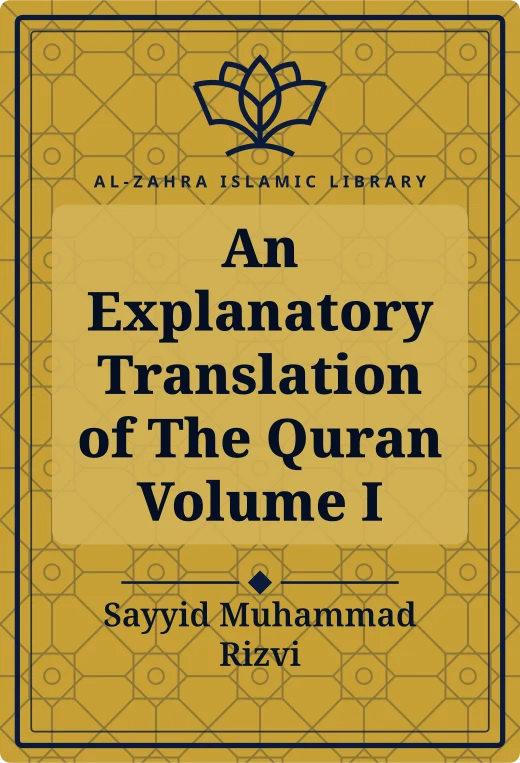 AL-ZAHRA ISLAMIC LIBRARY
An
Explanatory
Translation
of The Quran
Volume I
Sayyid Muhammad
Rizvi